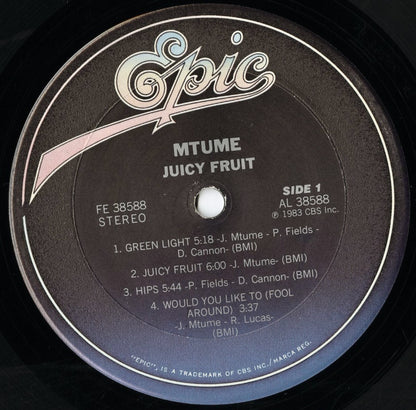 Epic
MTUME
JUICY FRUIT
FE 38588
STEREO
SIDE 1
AL 38588
℗ 1983 CBS Inc.
1. GREEN LIGHT 5:18 -J. Mtume - P. Fields -
D. Cannon- (BMI)
2. JUICY FRUIT 6:00 -J. Mtume- (BMI)
3. HIPS 5:44 -P. Fields - D. Cannon- (BMI)
4. WOULD YOU LIKE TO (FOOL
AROUND) 3:37
-J. Mtume - R. Lucas-
(BMI)
"EPIC", IS A TRADEMARK OF CBS INC./MARCA REG.